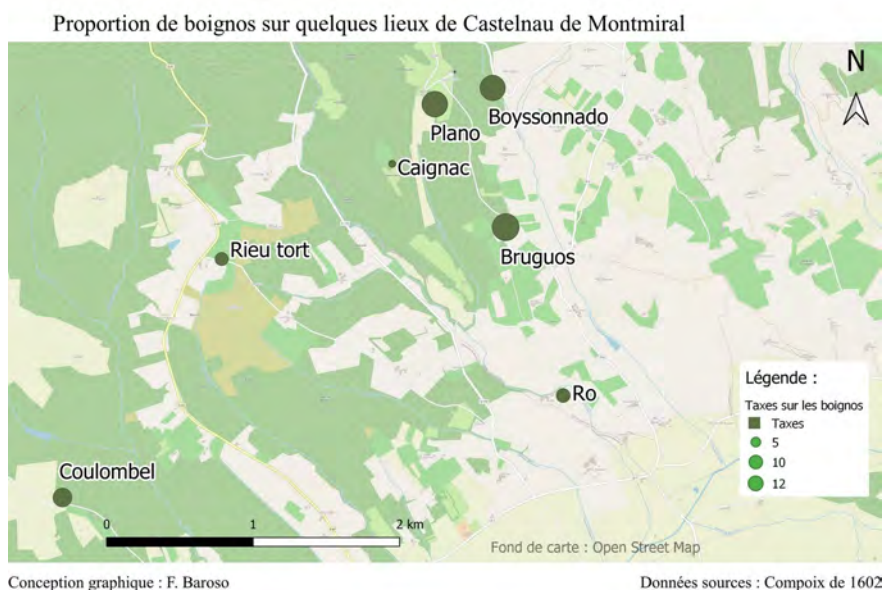 Proportion de boignos sur quelques lieux de Castelnau de Montmiral
N
Boyssonnado
Plano
Caignac
Bruguos
Rieu tort
Ro
Légende :
Taxes sur les boignos
Taxes
5
10
12
Coulombel
0 1 2 km
Fond de carte : Open Street Map
Conception graphique : F. Baroso
Données sources : Compoix de 1602